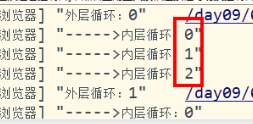 浏览器] "外层循环：0" /day09/0
浏览器] "----->内层循环 0"
浏览器] "----->内层循环 1"
浏览器] "----->内层循环 2"
浏览器] "外层循环：1" /day09/0
浏览器] "----->内层循环：0"